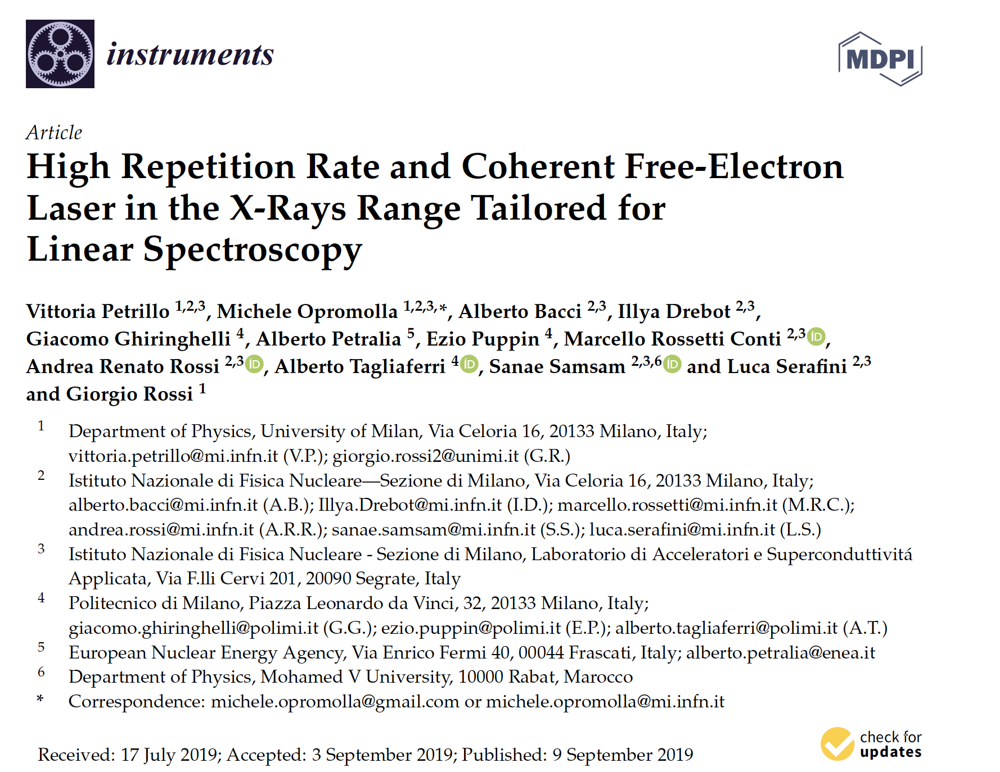 instruments
MDPI
Article
High Repetition Rate and Coherent Free-Electron
Laser in the X-Rays Range Tailored for
Linear Spectroscopy
Vittoria Petrillo 1,2,3, Michele Opromolla 1,2,3,*, Alberto Bacci 2,3, Illya Drebot 2,3,
Giacomo Ghiringhelli 4, Alberto Petralia 5, Ezio Puppin 4, Marcello Rossetti Conti 2,3 iD,
Andrea Renato Rossi 2,3 iD, Alberto Tagliaferri 4 iD, Sanae Samsam 2,3,6 iD and Luca Serafini 2,3
and Giorgio Rossi 1
1 Department of Physics, University of Milan, Via Celoria 16, 20133 Milano, Italy;
vittoria.petrillo@mi.infn.it (V.P.); giorgio.rossi2@unimi.it (G.R.)
2 Istituto Nazionale di Fisica Nucleare—Sezione di Milano, Via Celoria 16, 20133 Milano, Italy;
alberto.bacci@mi.infn.it (A.B.); Illya.Drebot@mi.infn.it (I.D.); marcello.rossetti@mi.infn.it (M.R.C.);
andrea.rossi@mi.infn.it (A.R.R.); sanae.samsam@mi.infn.it (S.S.); luca.serafini@mi.infn.it (L.S.)
3 Istituto Nazionale di Fisica Nucleare - Sezione di Milano, Laboratorio di Acceleratori e Superconduttivitá
Applicata, Via F.lli Cervi 201, 20090 Segrate, Italy
4 Politecnico di Milano, Piazza Leonardo da Vinci, 32, 20133 Milano, Italy;
giacomo.ghiringhelli@polimi.it (G.G.); ezio.puppin@polimi.it (E.P.); alberto.tagliaferri@polimi.it (A.T.)
5 European Nuclear Energy Agency, Via Enrico Fermi 40, 00044 Frascati, Italy; alberto.petralia@enea.it
6 Department of Physics, Mohamed V University, 10000 Rabat, Marocco
* Correspondence: michele.opromolla@gmail.com or michele.opromolla@mi.infn.it
Received: 17 July 2019; Accepted: 3 September 2019; Published: 9 September 2019
check for
updates